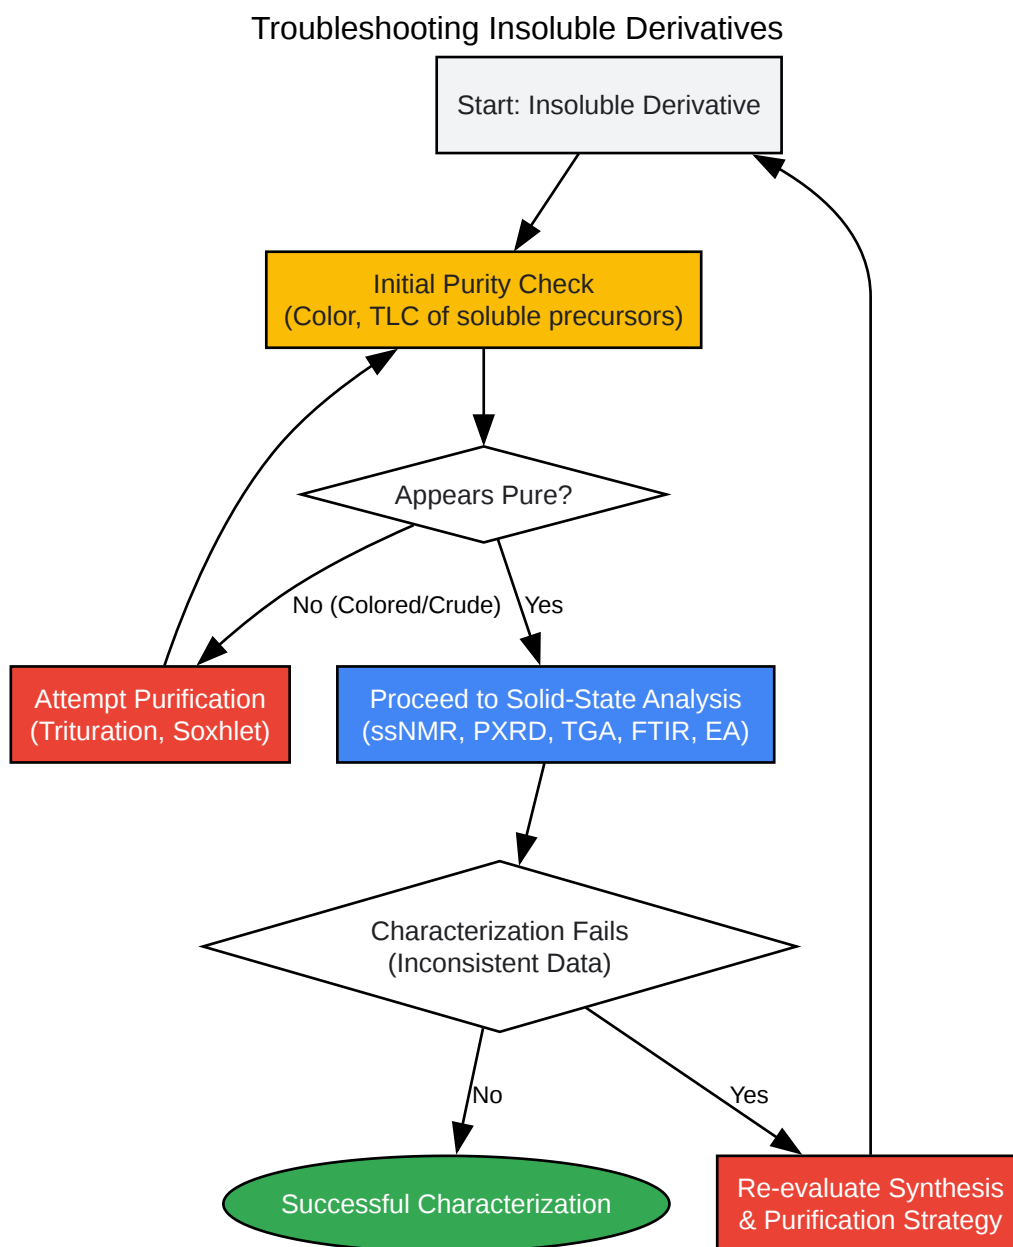 Troubleshooting Insoluble Derivatives
Start: Insoluble Derivative
Initial Purity Check
(Color, TLC of soluble precursors)
Appears Pure?
No (Colored/Crude)
Yes
Attempt Purification
(Trituration, Soxhlet)
Proceed to Solid-State Analysis
(ssNMR, PXRD, TGA, FTIR, EA)
Characterization Fails
(Inconsistent Data)
No
Yes
Successful Characterization
Re-evaluate Synthesis
& Purification Strategy